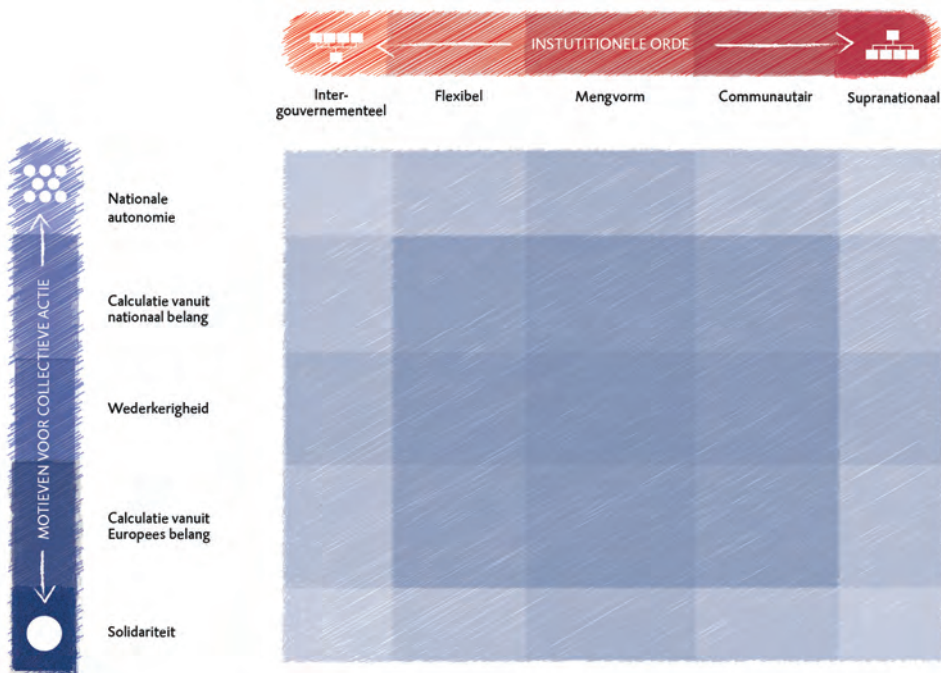 INSTUTITIONELE ORDE
Inter-
gouvernementeel
Flexibel
Mengvorm
Communautair
Supranationaal
MOTIEVEN VOOR COLLECTIEVE ACTIE
Nationale
autonomie
Calculatie vanuit
nationaal belang
Wederkerigheid
Calculatie vanuit
Europees belang
Solidariteit